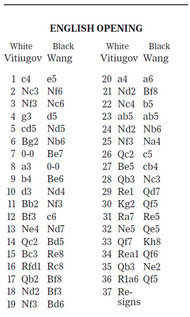 ENGLISH OPENING
White Black
Vitiugov Navara
1 c4 e5
2 Nc3 Nf6
3 Nf3 Nc6
4 g3 d5
5 cd5 Nd5
6 Bg2 Nb6
7 0-0 Be7
8 a3 0-0
9 b4 Be6
10 d3 Nd4
11 Bb2 Nf3
12 Bf3 c6
13 Ne4 Nd7
14 Qc2 Bd5
15 Bc3 Re8
16 Rfd1 Rc8
17 Qb2 Bf8
18 Nd2 Bf3
19 Nf3 Bd6
White Black
Vitiugov Navara
20 a4 a6
21 Nd2 Bf8
22 Nc4 b5
23 ab5 ab5
24 Nd2 Nb6
25 Nf3 Na4
26 Qc2 c5
27 Be5 cb4
28 Qb3 Nc3
29 Re1 Qd7
30 Kg2 Qf5
31 Ra7 Re5
32 Ne5 Qe5
33 Qf7 Kh8
34 Rea1 Qf6
35 Qb3 Ne2
36 R1a6 Qf5
37 Re-
signs